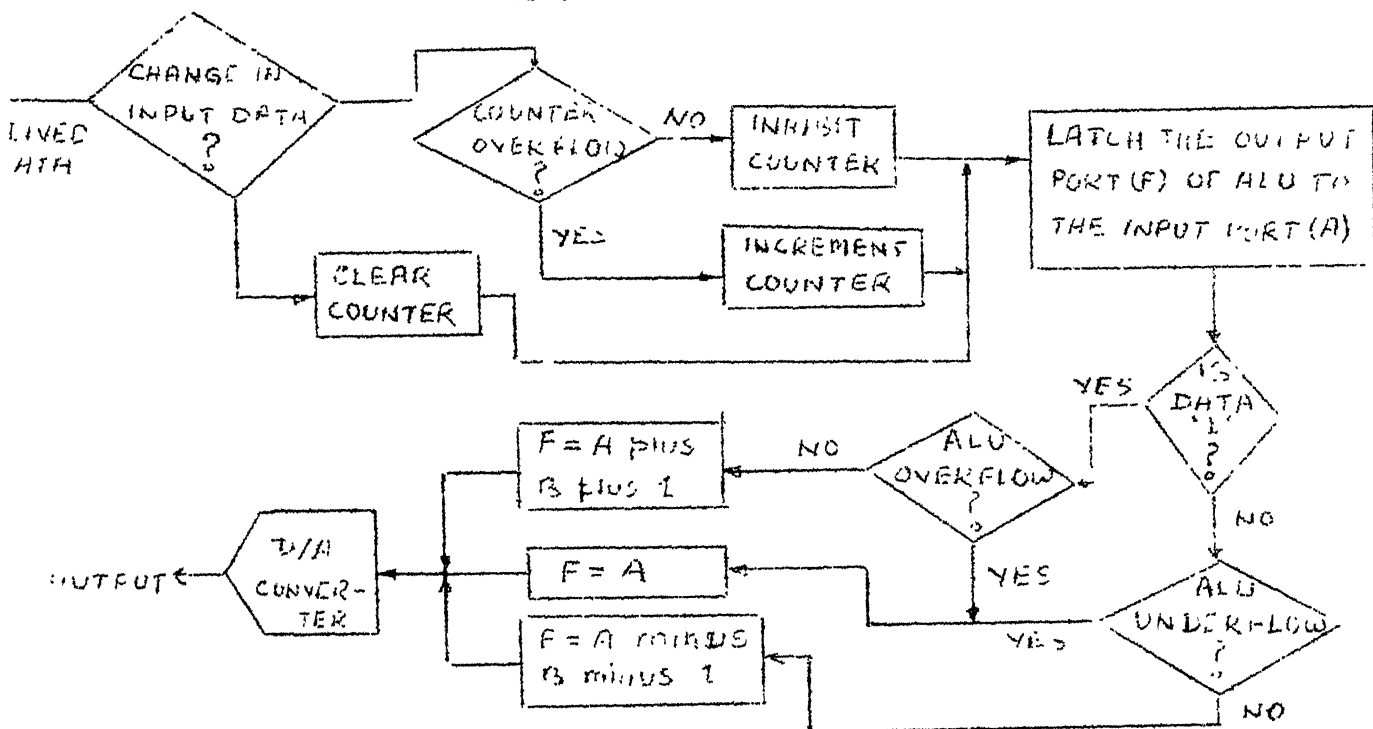 CHANGE IN
INPUT DATA
?
COUNTER
OVERFLOW
?
NO
INHIBIT
COUNTER
LATCH THE OUTPUT
PORT(F) OF ALU TO
THE INPUT PORT(A)
YES
INCREMENT
COUNTER
CLEAR
COUNTER
IS
DATA
'1'
?
YES
NO
ALU
OVERFLOW
?
NO
YES
F = A plus
B plus 1
F = A
F = A minus
B minus 1
D/A
CONVER-
TER
OUTPUT
ALU
UNDERFLOW
?
YES
NO